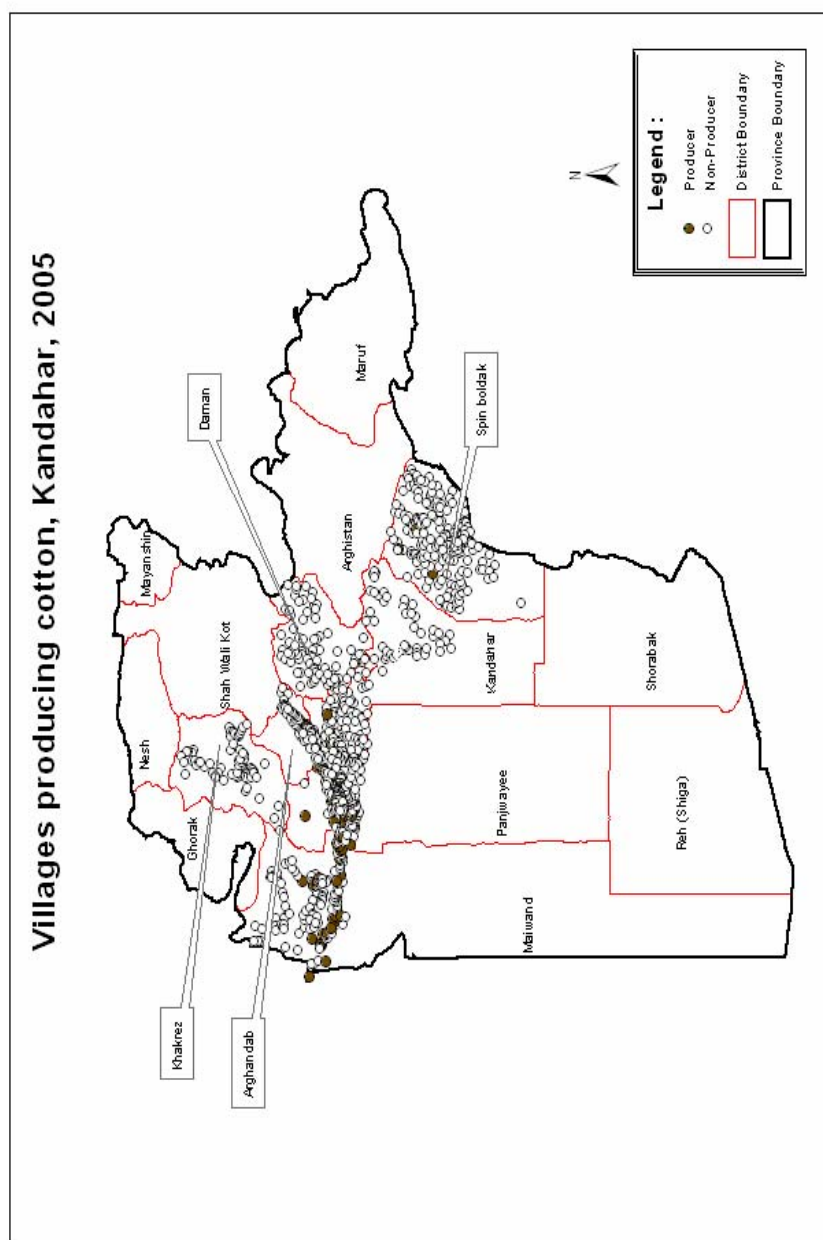 Villages producing cotton, Kandahar, 2005
Daman
Khakrez
Mayanshin
Nesh
Shah Wali Kot
Ghorak
Arghandab
Maruf
Arghistan
Spin boldak
Kandahar
Panjwayee
Maiwand
Shorabak
Reh (Shiga)
N
Legend :
Producer
Non-Producer
District Boundary
Province Boundary